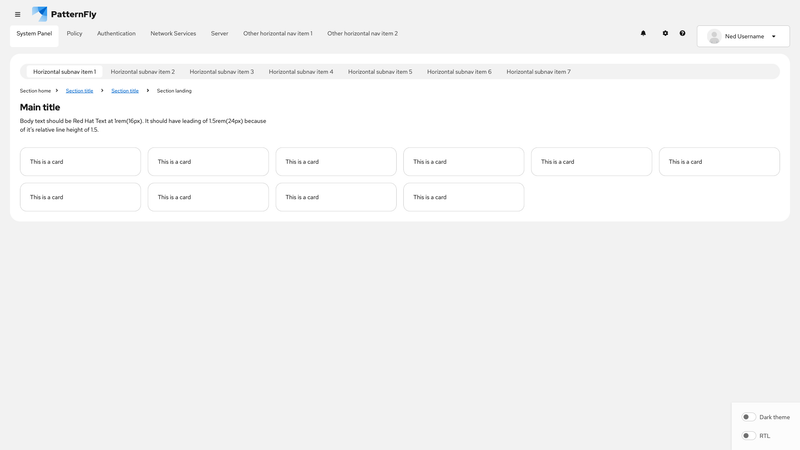 PatternFly
System Panel Policy Authentication Network Services Server Other horizontal nav item 1 Other horizontal nav item 2 Ned Username
Horizontal subnav item 1 Horizontal subnav item 2 Horizontal subnav item 3 Horizontal subnav item 4 Horizontal subnav item 5 Horizontal subnav item 6 Horizontal subnav item 7
Section home Section title Section title Section landing
Main title
Body text should be Red Hat Text at 1rem(16px). It should have leading of 1.5rem(24px) because
of it's relative line height of 1.5.
This is a card This is a card This is a card This is a card This is a card This is a card
This is a card This is a card This is a card This is a card
Dark theme
RTL